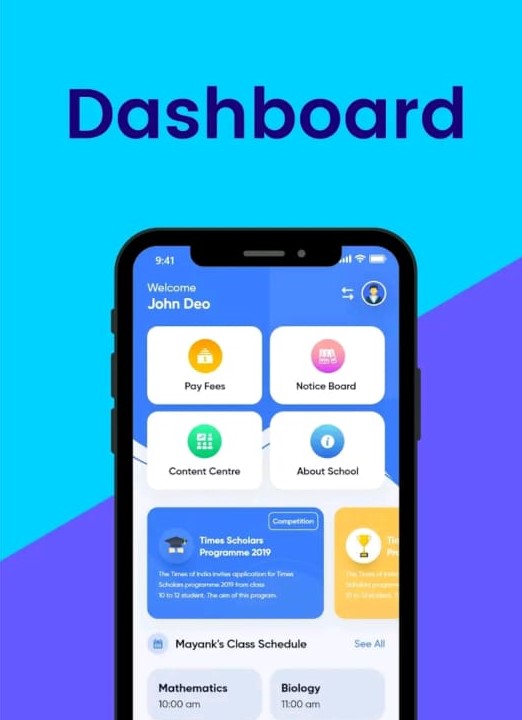 Dashboard
9:41
Welcome
John Deo
Pay Fees
Notice Board
Content Centre
About School
Competition
Times Scholars
Programme 2019
The Times of India invites application for Times
Scholars programme 2019 from class
10 to 12 student. The aim of this program.
Mayank's Class Schedule
See All
Mathematics
10:00 am
Biology
11:00 am